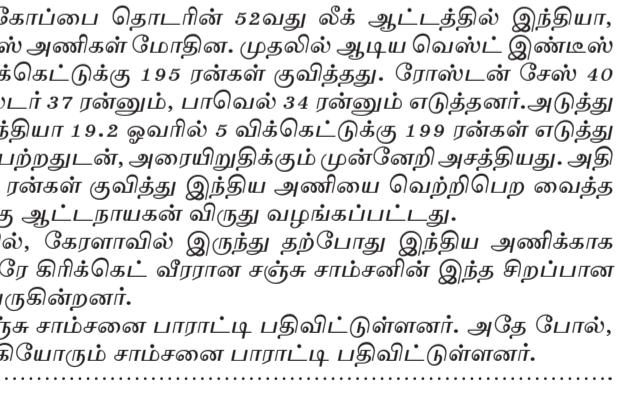 கோப்பை தொடரின் 52வது லீக் ஆட்டத்தில் இந்தியா,
ஸ் அணிகள் மோதின. முதலில் ஆடிய வெஸ்ட் இண்டீஸ்
க்கெட்டுக்கு 195 ரன்கள் குவித்தது. ரோஸ்டன் சேஸ் 40
டர் 37 ரன்னும், பாவெல் 34 ரன்னும் எடுத்தனர்.அடுத்து
ந்தியா 19.2 ஓவரில் 5 விக்கெட்டுக்கு 199 ரன்கள் எடுத்து
பெற்றதுடன், அரையிறுதிக்கும் முன்னேறி அசத்தியது. அதி
ரன்கள் குவித்து இந்திய அணியை வெற்றிபெற வைத்த
கு ஆட்டநாயகன் விருது வழங்கப்பட்டது.
ல், கேரளாவில் இருந்து தற்போது இந்திய அணிக்காக
ரே கிரிக்கெட் வீரரான சஞ்சு சாம்சனின் இந்த சிறப்பான
ருகின்றனர்.
ஞ்சு சாம்சனை பாராட்டி பதிவிட்டுள்ளனர். அதே போல்,
கியோரும் சாம்சனை பாராட்டி பதிவிட்டுள்ளனர்.